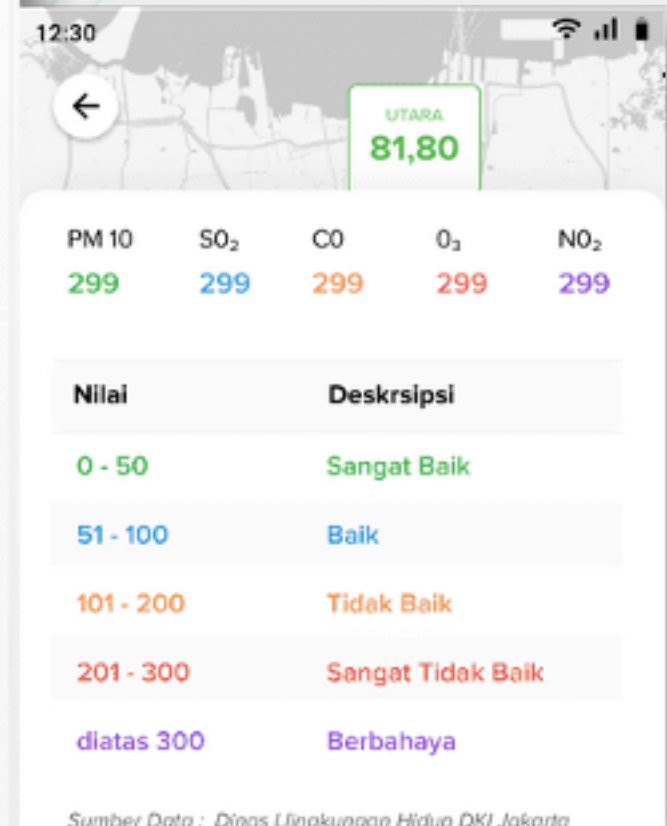 12:30
UTARA
81,80
PM 10 SO₂ CO O₃ NO₂
299 299 299 299 299
Nilai Deskrsipsi
0 - 50 Sangat Baik
51 - 100 Baik
101 - 200 Tidak Baik
201 - 300 Sangat Tidak Baik
diatas 300 Berbahaya
Sumber Data : Dinas LIngkungan Hidup DKI Jakarta